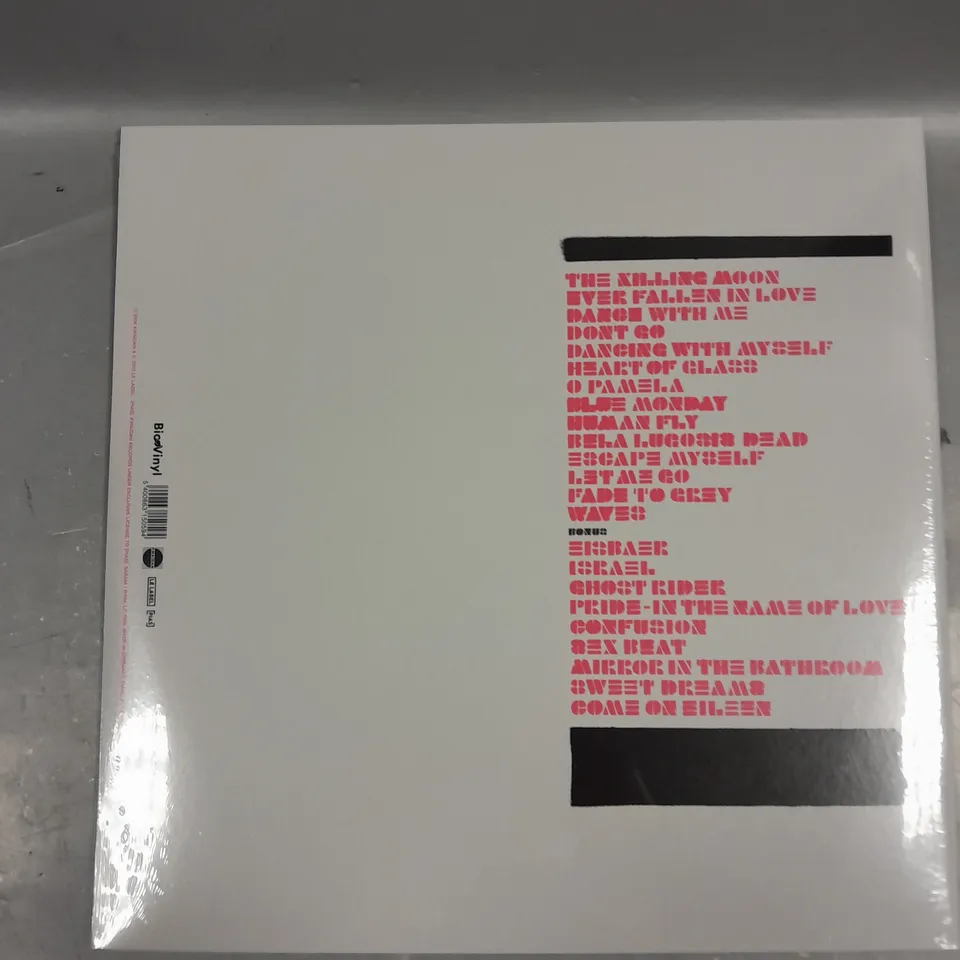 THE KILLING MOON
EVER FALLEN IN LOVE
DANCE WITH ME
DONT GO
DANCING WITH MYSELF
HEART OF GLASS
O PAMELA
BLUE MONDAY
HUMAN FLY
BELA LUGOSIS DEAD
ESCAPE MYSELF
LET ME GO
FADE TO GREY
WAVES
BONUS
EISBAER
ISRAEL
GHOST RIDER
PRIDE-IN THE NAME OF LOVE
CONFUSION
SEX BEAT
MIRROR IN THE BATHROOM
SWEET DREAMS
COME ON EILEEN
BioVinyl
LE LABEL
[PIAS]